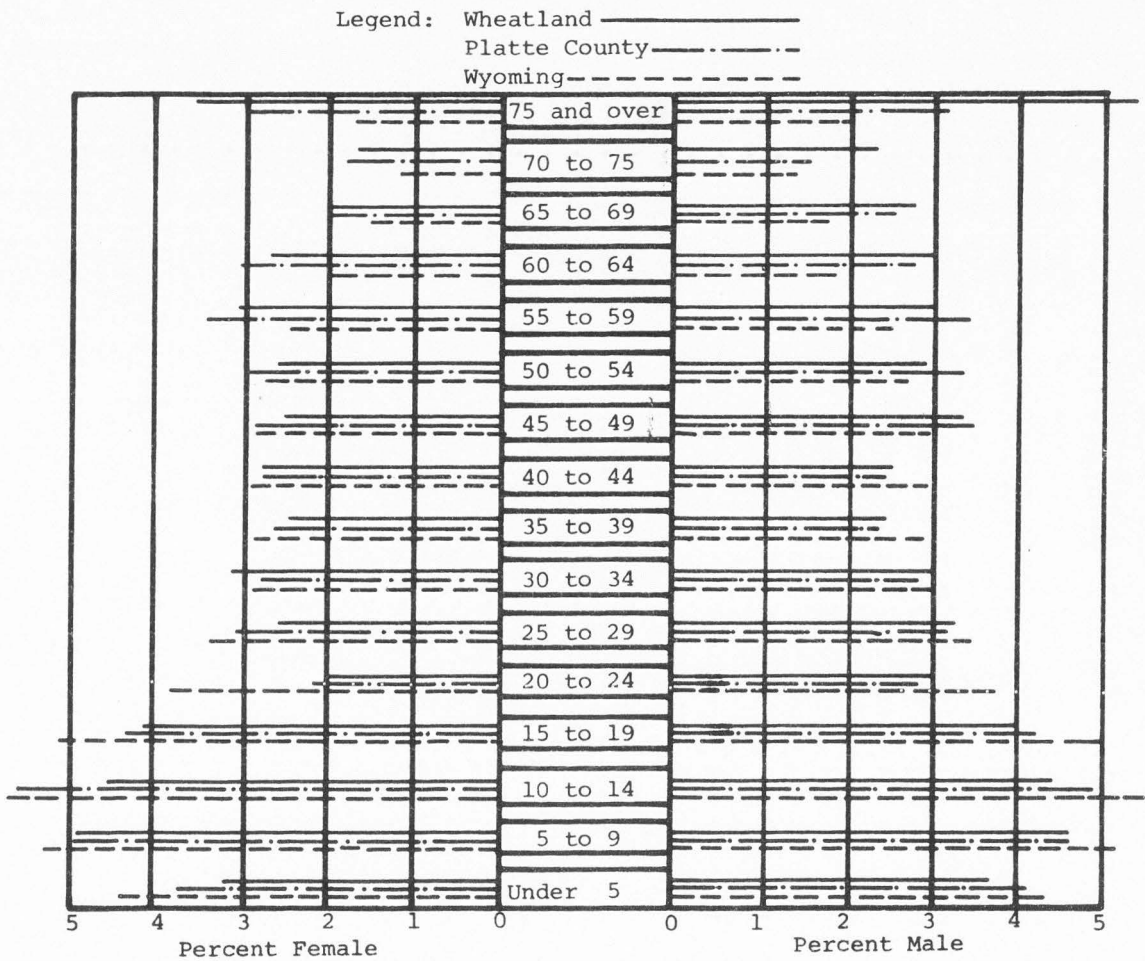 Legend: Wheatland
Platte County
Wyoming
75 and over
70 to 75
65 to 69
60 to 64
55 to 59
50 to 54
45 to 49
40 to 44
35 to 39
30 to 34
25 to 29
20 to 24
15 to 19
10 to 14
5 to 9
Under 5
5 4 3 2 1 0 0 1 2 3 4 5
Percent Female Percent Male